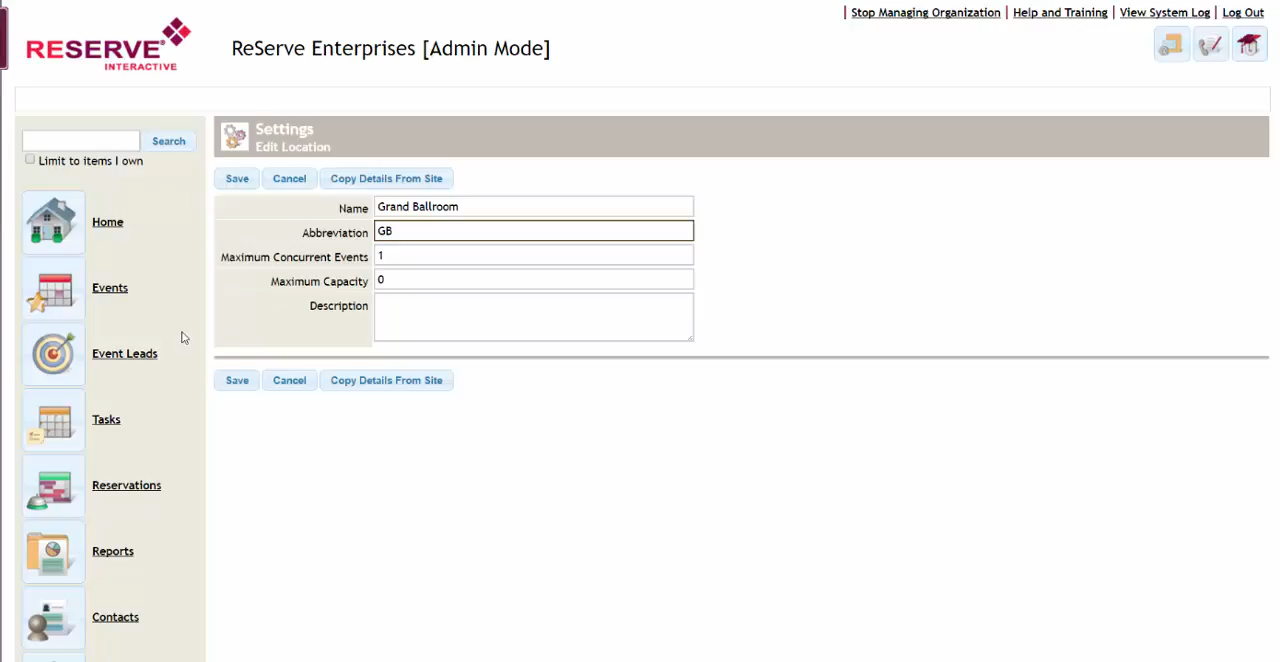 Stop Managing Organization | Help and Training | View System Log | Log Out
RESERVE
INTERACTIVE
ReServe Enterprises [Admin Mode]
Search
Limit to items I own
Home
Events
Event Leads
Tasks
Reservations
Reports
Contacts
Settings
Edit Location
Save Cancel Copy Details From Site
Name Grand Ballroom
Abbreviation GB
Maximum Concurrent Events 1
Maximum Capacity 0
Description
Save Cancel Copy Details From Site